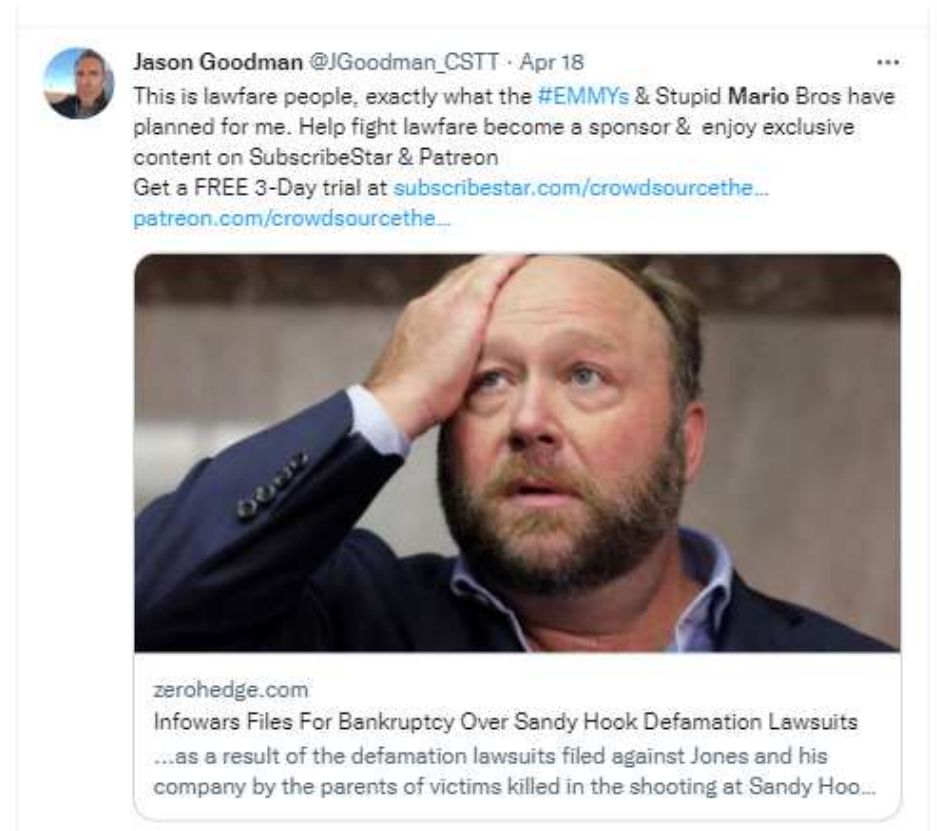 Jason Goodman @JGoodman_CSTT · Apr 18 ...
This is lawfare people, exactly what the #EMMYs & Stupid Mario Bros have
planned for me. Help fight lawfare become a sponsor & enjoy exclusive
content on SubscribeStar & Patreon
Get a FREE 3-Day trial at subscribestar.com/crowdsourcethe...
patreon.com/crowdsourcethe...
zerohedge.com
Infowars Files For Bankruptcy Over Sandy Hook Defamation Lawsuits
...as a result of the defamation lawsuits filed against Jones and his
company by the parents of victims killed in the shooting at Sandy Hoo...